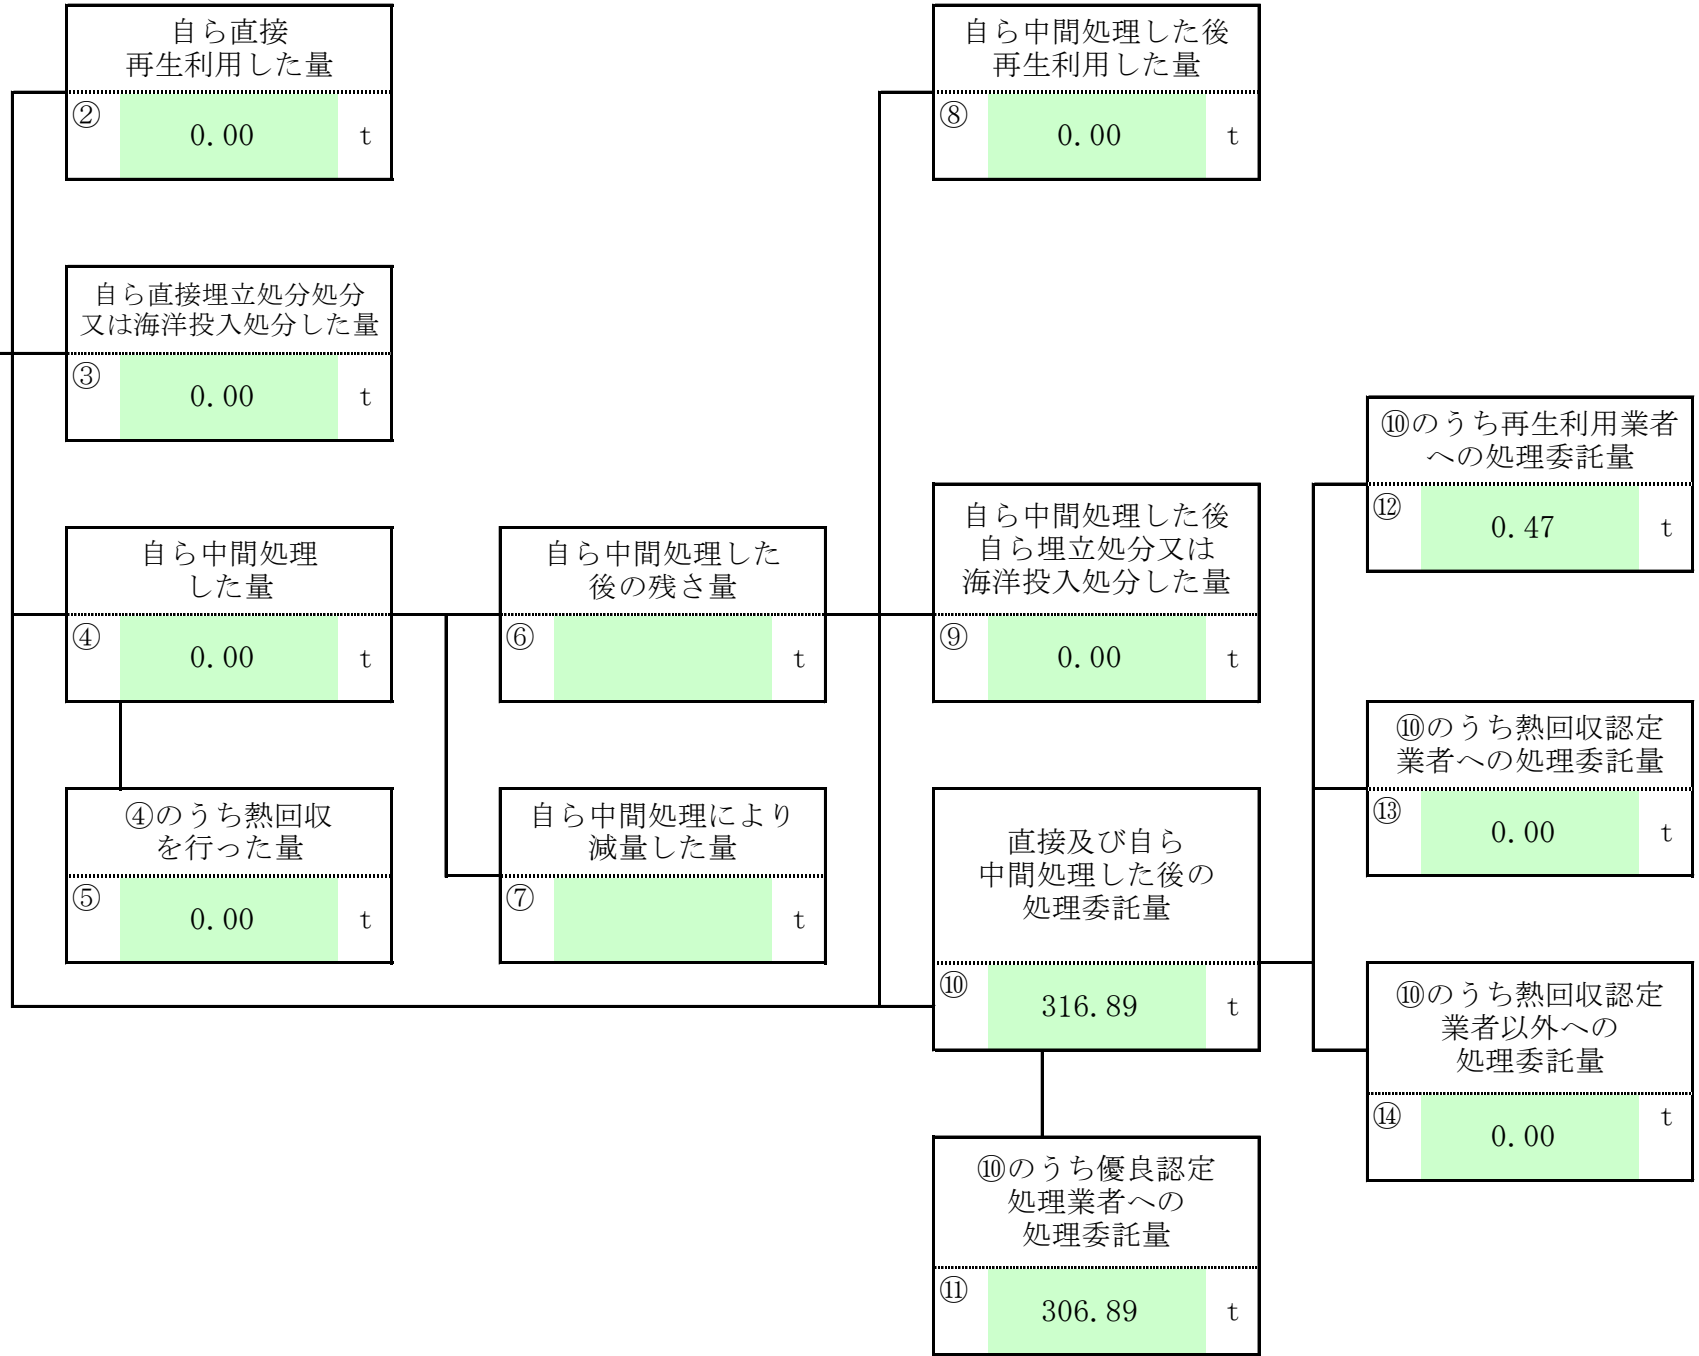 自ら直接
再生利用した量
②
0.00
t
自ら直接埋立処分処分
又は海洋投入処分した量
③
0.00
t
自ら中間処理
した量
④
0.00
t
④のうち熱回収
を行った量
⑤
0.00
t
自ら中間処理した
後の残さ量
⑥
t
自ら中間処理により
減量した量
⑦
t
自ら中間処理した後
再生利用した量
⑧
0.00
t
自ら中間処理した後
自ら埋立処分又は
海洋投入処分した量
⑨
0.00
t
直接及び自ら
中間処理した後の
処理委託量
⑩
316.89
t
⑩のうち優良認定
処理業者への
処理委託量
⑪
306.89
t
⑩のうち再生利用業者
への処理委託量
⑫
0.47
t
⑩のうち熱回収認定
業者への処理委託量
⑬
0.00
t
⑩のうち熱回収認定
業者以外への
処理委託量
⑭
0.00
t